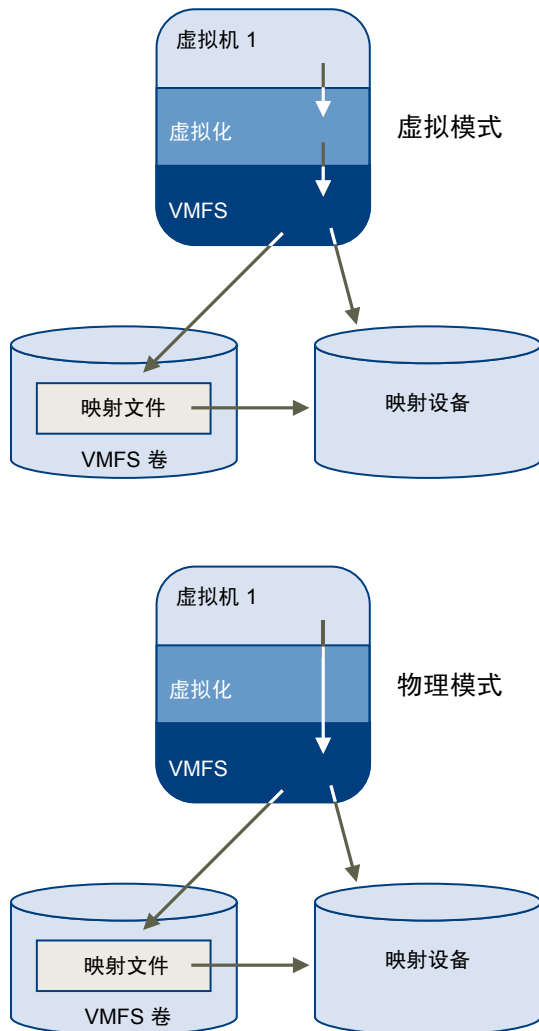 虚拟机 1
虚拟化
虚拟模式
VMFS
映射文件
映射设备
VMFS 卷
虚拟机 1
虚拟化
物理模式
VMFS
映射文件
映射设备
VMFS 卷